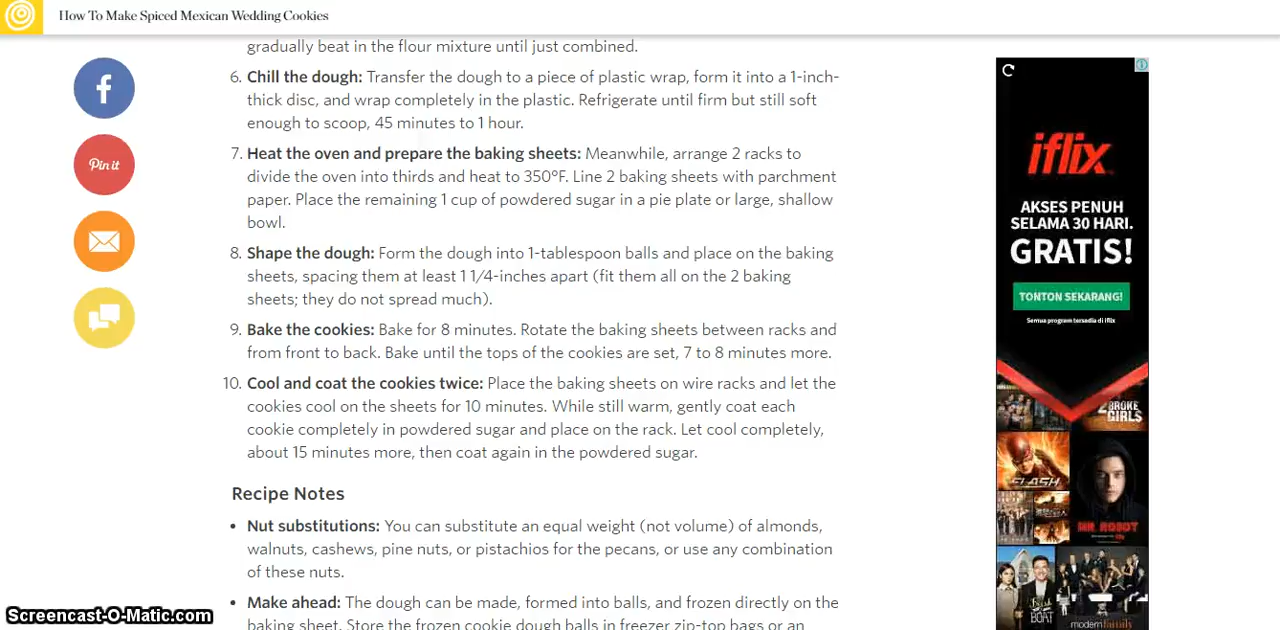 How To Make Spiced Mexican Wedding Cookies
gradually beat in the flour mixture until just combined.
6. Chill the dough: Transfer the dough to a piece of plastic wrap, form it into a 1-inch-
thick disc, and wrap completely in the plastic. Refrigerate until firm but still soft
enough to scoop, 45 minutes to 1 hour.
7. Heat the oven and prepare the baking sheets: Meanwhile, arrange 2 racks to
divide the oven into thirds and heat to 350°F. Line 2 baking sheets with parchment
paper. Place the remaining 1 cup of powdered sugar in a pie plate or large, shallow
bowl.
8. Shape the dough: Form the dough into 1-tablespoon balls and place on the baking
sheets, spacing them at least 1 1/4-inches apart (fit them all on the 2 baking
sheets; they do not spread much).
9. Bake the cookies: Bake for 8 minutes. Rotate the baking sheets between racks and
from front to back. Bake until the tops of the cookies are set, 7 to 8 minutes more.
10. Cool and coat the cookies twice: Place the baking sheets on wire racks and let the
cookies cool on the sheets for 10 minutes. While still warm, gently coat each
cookie completely in powdered sugar and place on the rack. Let cool completely,
about 15 minutes more, then coat again in the powdered sugar.
Recipe Notes
• Nut substitutions: You can substitute an equal weight (not volume) of almonds,
walnuts, cashews, pine nuts, or pistachios for the pecans, or use any combination
of these nuts.
• Make ahead: The dough can be made, formed into balls, and frozen directly on the
baking sheet. Store the frozen cookie dough balls in freezer zip-top bags or an
f
Pin it
iflix
AKSES PENUH
SELAMA 30 HARI.
GRATIS!
TONTON SEKARANG!
Semua program tersedia di iflix
2 BROKE
GIRLS
FLASH
MR. ROBOT
BOAT
modern family
Screencast-O-Matic.com